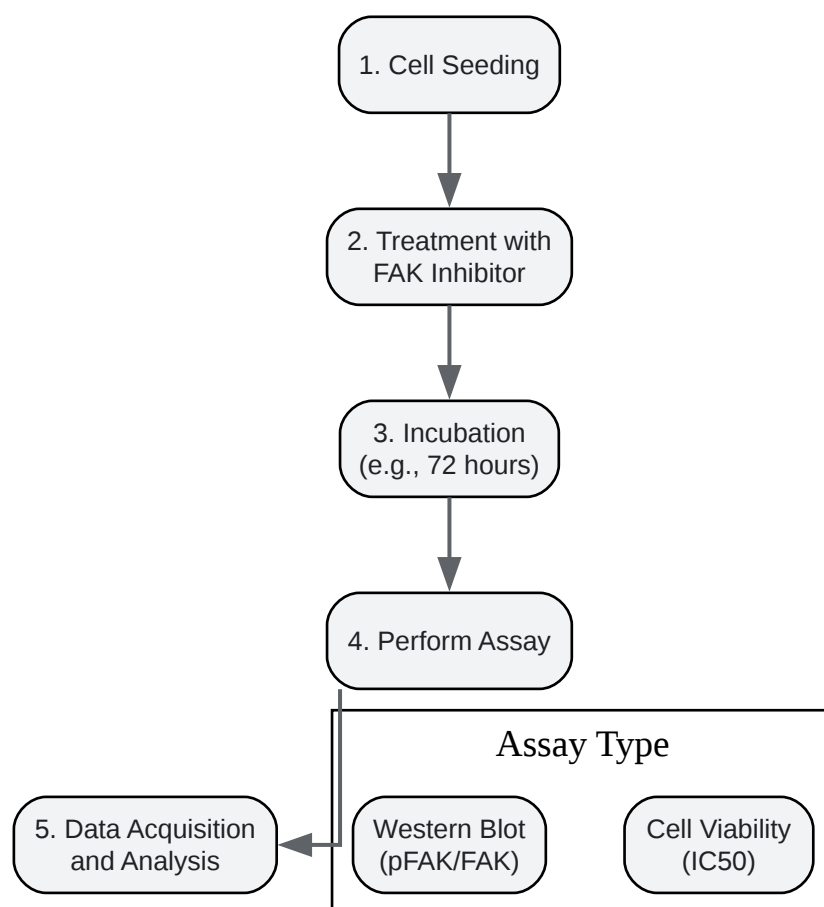 1. Cell Seeding
2. Treatment with
FAK Inhibitor
3. Incubation
(e.g., 72 hours)
4. Perform Assay
Assay Type
5. Data Acquisition
and Analysis
Western Blot
(pFAK/FAK)
Cell Viability
(IC50)